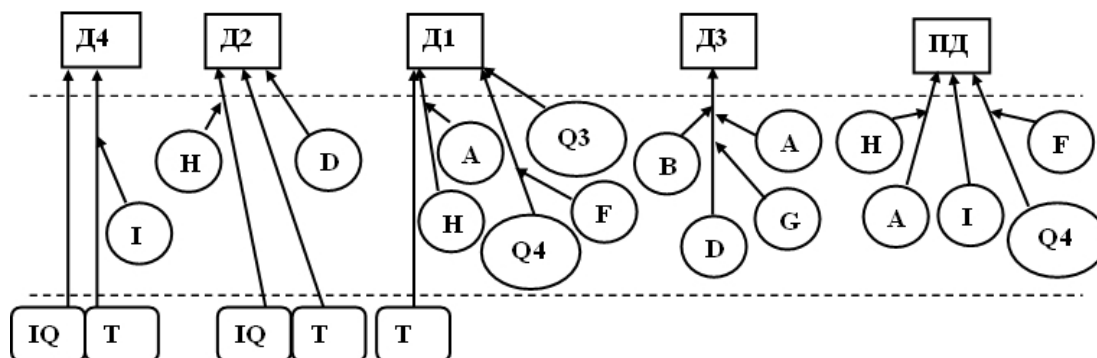 Д4 Д2 Д1 Д3 ПД
H D A Q3 B A H F
I H Q4 F D G A I Q4
IQ T IQ T T